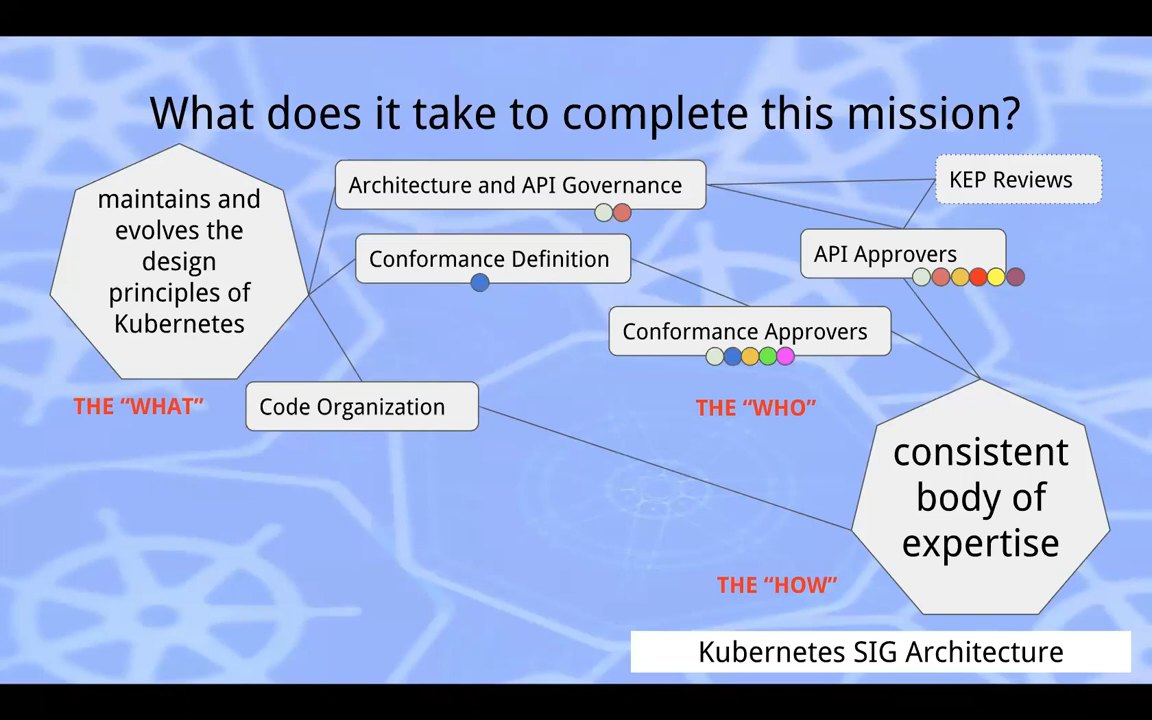 What does it take to complete this mission?
maintains and
evolves the
design
principles of
Kubernetes
THE “WHAT”
Architecture and API Governance
Conformance Definition
Code Organization
KEP Reviews
API Approvers
Conformance Approvers
THE “WHO”
consistent
body of
expertise
THE “HOW”
Kubernetes SIG Architecture